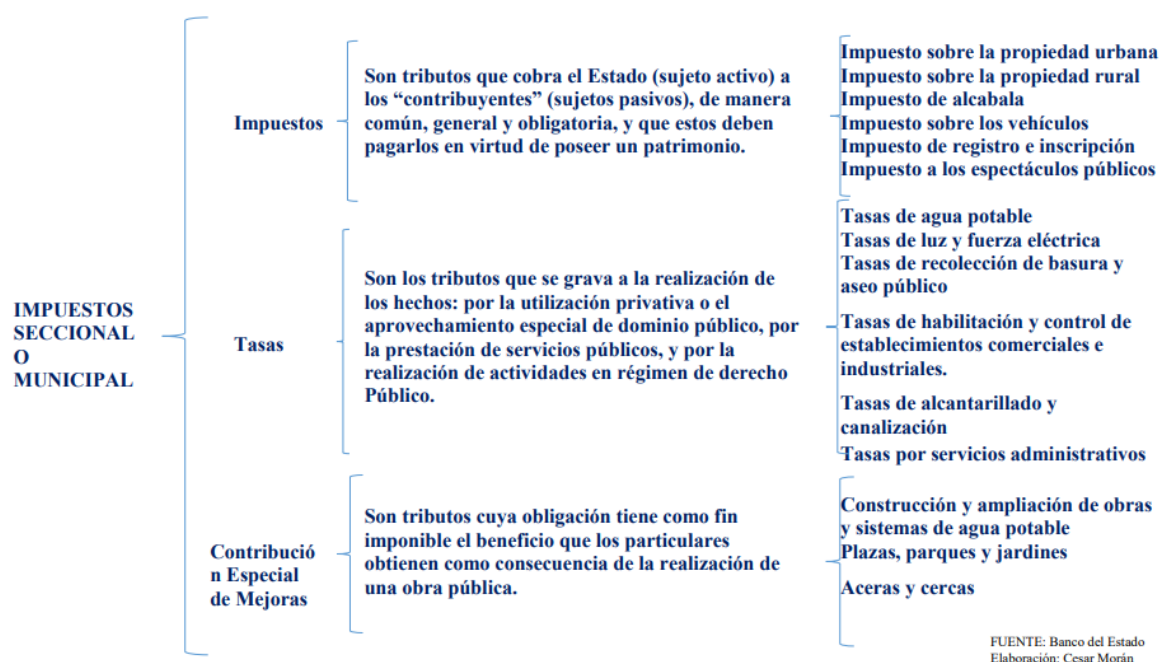 IMPUESTOS
SECCIONAL
O
MUNICIPAL
Impuestos
Son tributos que cobra el Estado (sujeto activo) a
los “contribuyentes” (sujetos pasivos), de manera
común, general y obligatoria, y que estos deben
pagarlos en virtud de poseer un patrimonio.
Impuesto sobre la propiedad urbana
Impuesto sobre la propiedad rural
Impuesto de alcabala
Impuesto sobre los vehículos
Impuesto de registro e inscripción
Impuesto a los espectáculos públicos
Tasas
Son los tributos que se grava a la realización de
los hechos: por la utilización privativa o el
aprovechamiento especial de dominio público, por
la prestación de servicios públicos, y por la
realización de actividades en régimen de derecho
Público.
Tasas de agua potable
Tasas de luz y fuerza eléctrica
Tasas de recolección de basura y
aseo público
Tasas de habilitación y control de
establecimientos comerciales e
industriales.
Tasas de alcantarillado y
canalización
Tasas por servicios administrativos
Contribució
n Especial
de Mejoras
Son tributos cuya obligación tiene como fin
imponible el beneficio que los particulares
obtienen como consecuencia de la realización de
una obra pública.
Construcción y ampliación de obras
y sistemas de agua potable
Plazas, parques y jardines
Aceras y cercas
FUENTE: Banco del Estado
Elaboración: Cesar Morán